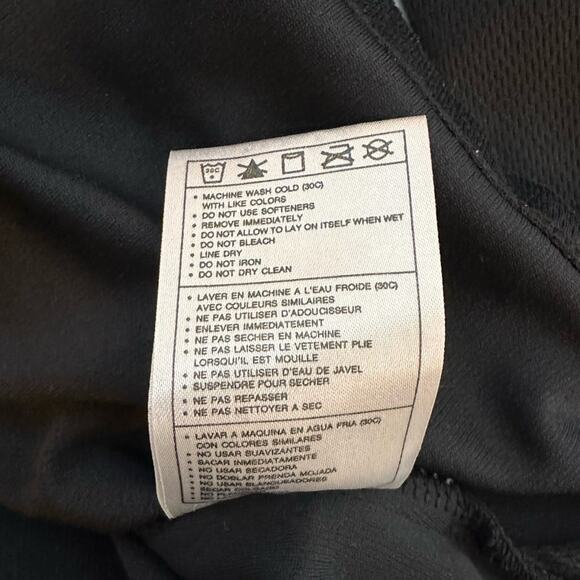 30C
• MACHINE WASH COLD (30C)
WITH LIKE COLORS
• DO NOT USE SOFTENERS
• REMOVE IMMEDIATELY
• DO NOT ALLOW TO LAY ON ITSELF WHEN WET
• DO NOT BLEACH
• LINE DRY
• DO NOT IRON
• DO NOT DRY CLEAN
• LAVER EN MACHINE A L'EAU FROIDE (30C)
AVEC COULEURS SIMILAIRES
• NE PAS UTILISER D'ADOUCISSEUR
• ENLEVER IMMEDIATEMENT
• NE PAS SECHER EN MACHINE
• NE PAS LAISSER LE VETEMENT PLIE
LORSQU'IL EST MOUILLE
• NE PAS UTILISER D'EAU DE JAVEL
• SUSPENDRE POUR SECHER
• NE PAS REPASSER
• NE PAS NETTOYER A SEC
• LAVAR A MAQUINA EN AGUA FRIA (30C)
CON COLORES SIMILARES
• NO USAR SUAVIZANTES
• SACAR INMEDIATAMENTE
• NO USAR SECADORA
• NO DOBLAR PRENDA MOJADA
• NO USAR BLANQUEADORES
• SECAR COLGADO